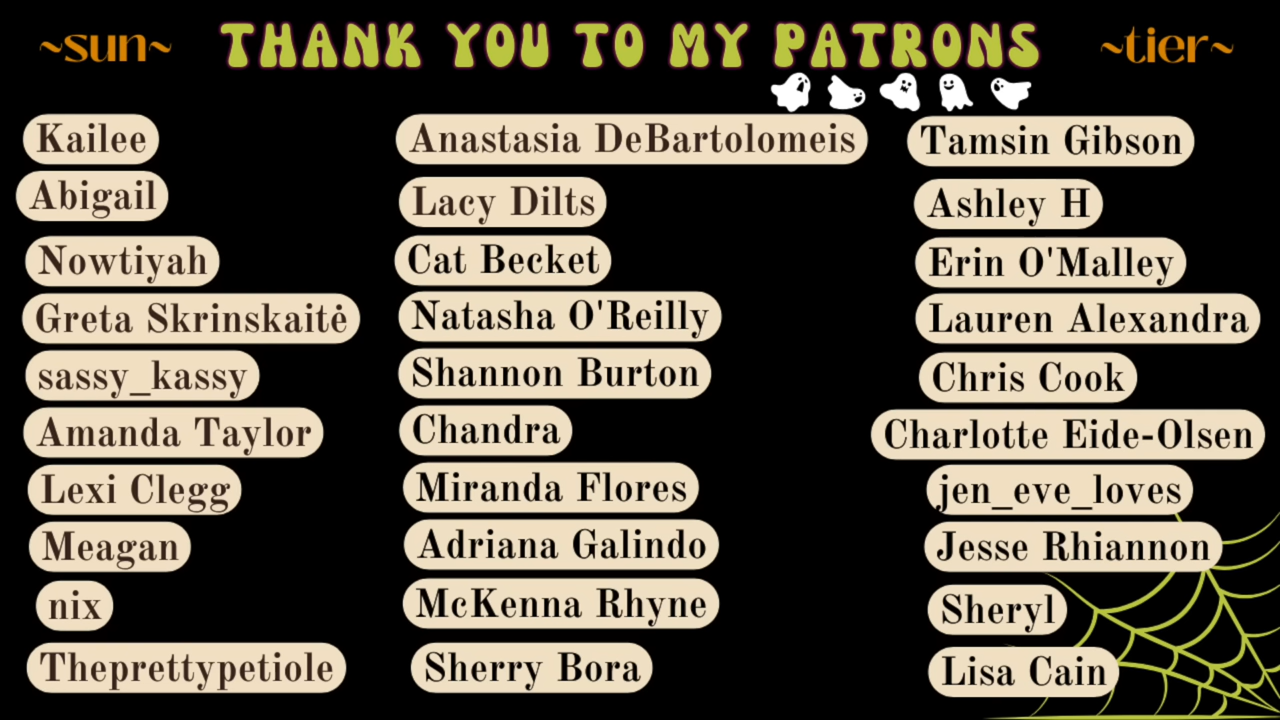 ~sun~ THANK YOU TO MY PATRONS ~tier~
Kailee
Abigail
Nowtiyah
Greta Skrinskaitė
sassy_kassy
Amanda Taylor
Lexi Clegg
Meagan
nix
Theprettypetiole
Anastasia DeBartolomeis
Lacy Dilts
Cat Becket
Natasha O'Reilly
Shannon Burton
Chandra
Miranda Flores
Adriana Galindo
McKenna Rhyne
Sherry Bora
Tamsin Gibson
Ashley H
Erin O'Malley
Lauren Alexandra
Chris Cook
Charlotte Eide-Olsen
jen_eve_loves
Jesse Rhiannon
Sheryl
Lisa Cain